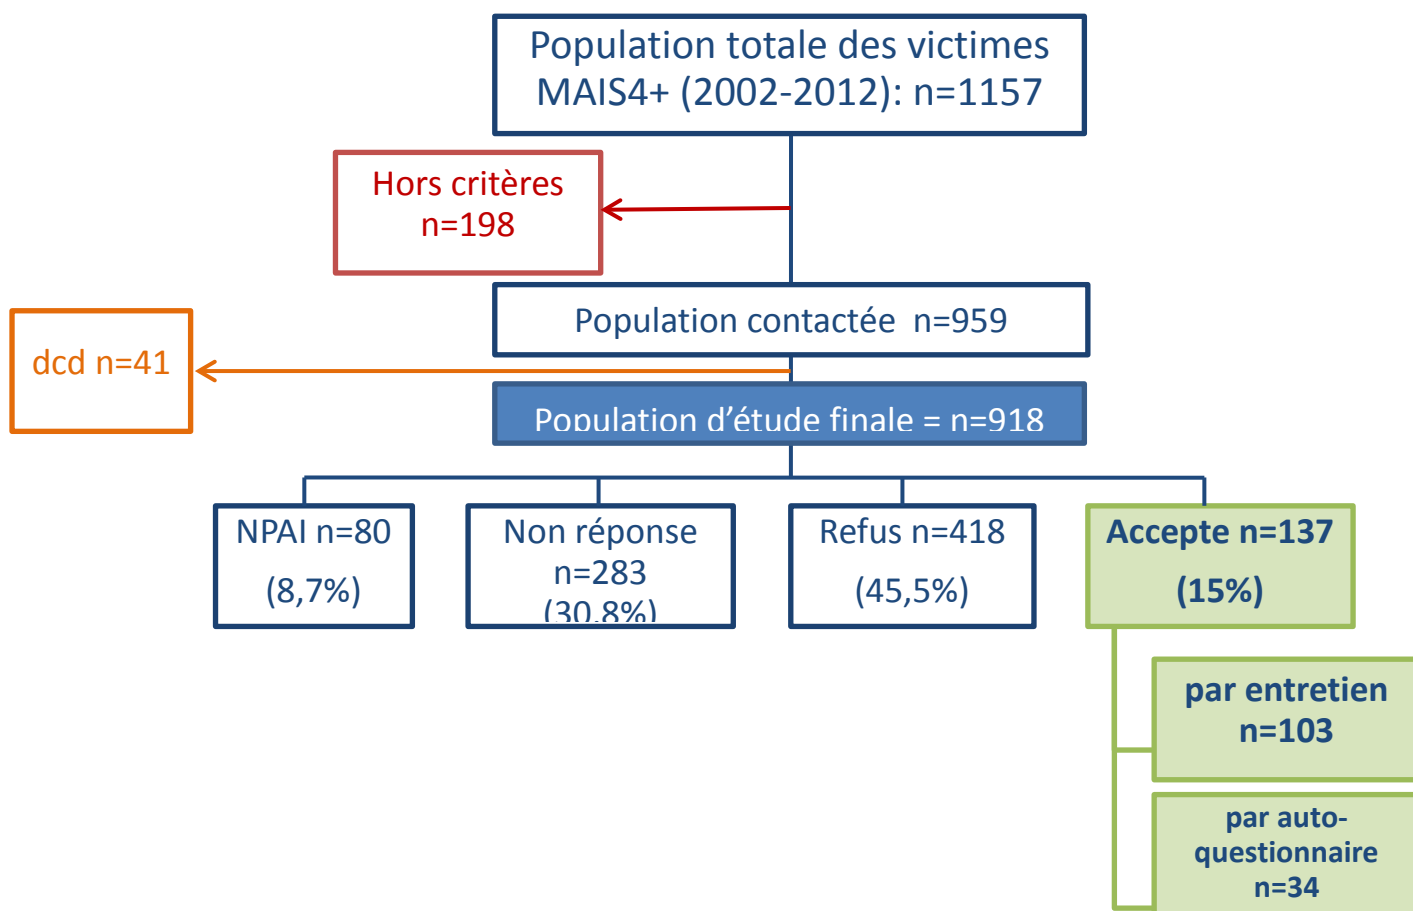 Population totale des victimes
MAIS4+ (2002-2012): n=1157
Hors critères
n=198
Population contactée  n=959
dcd n=41
Population d’étude finale = n=918
NPAI n=80
(8,7%)
Non réponse
n=283
(30,8%)
Refus n=418
(45,5%)
Accepte n=137
(15%)
par entretien
n=103
par auto-
questionnaire
n=34